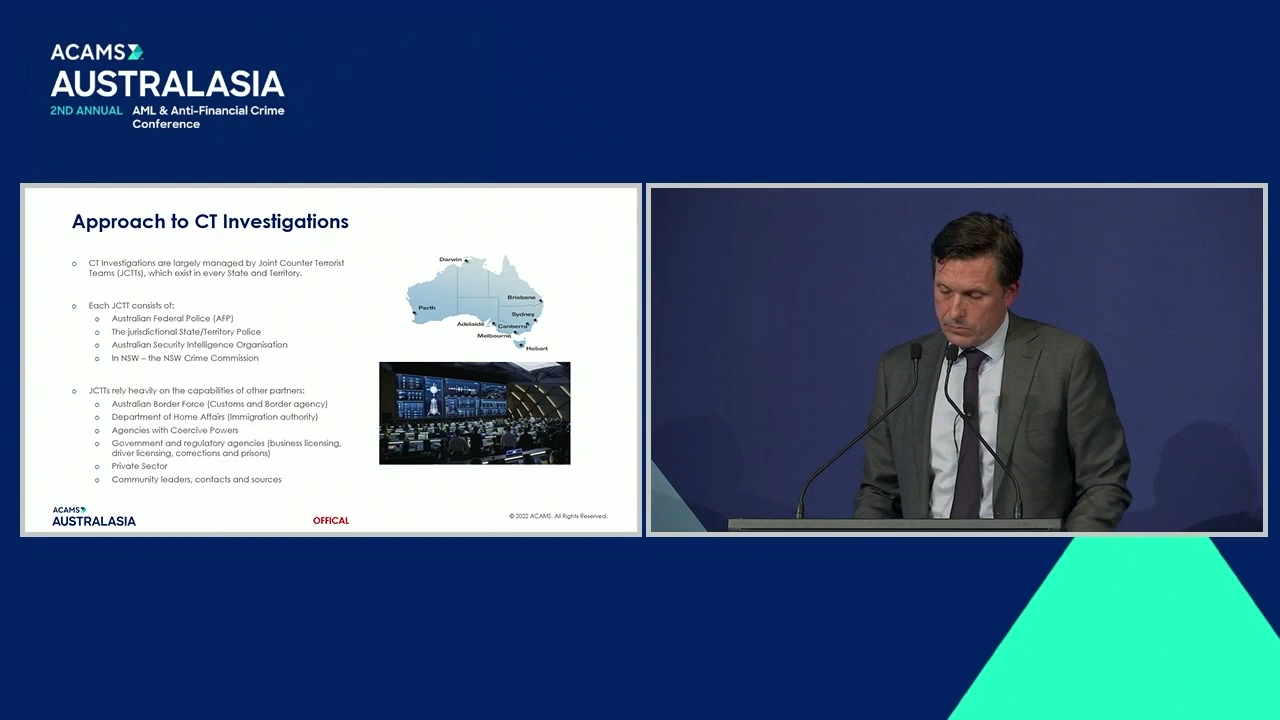 ACAMS
AUSTRALASIA
2ND ANNUAL AML & Anti-Financial Crime
Conference
Approach to CT Investigations
CT Investigations are largely managed by Joint Counter Terrorist
Teams (JCTTs), which exist in every State and Territory.
Each JCTT consists of:
Australian Federal Police (AFP)
The jurisdictional State/Territory Police
Australian Security Intelligence Organisation
In NSW – the NSW Crime Commission
JCTTs rely heavily on the capabilities of other partners:
Australian Border Force (Customs and Border agency)
Department of Home Affairs (Immigration authority)
Agencies with Coercive Powers
Government and regulatory agencies (business licensing,
driver licensing, corrections and prisons)
Private Sector
Community leaders, contacts and sources
Darwin
Perth
Brisbane
Sydney
Adelaide
Canberra
Melbourne
Hobart
ACAMS
AUSTRALASIA
OFFICAL
© 2022 ACAMS. All Rights Reserved.